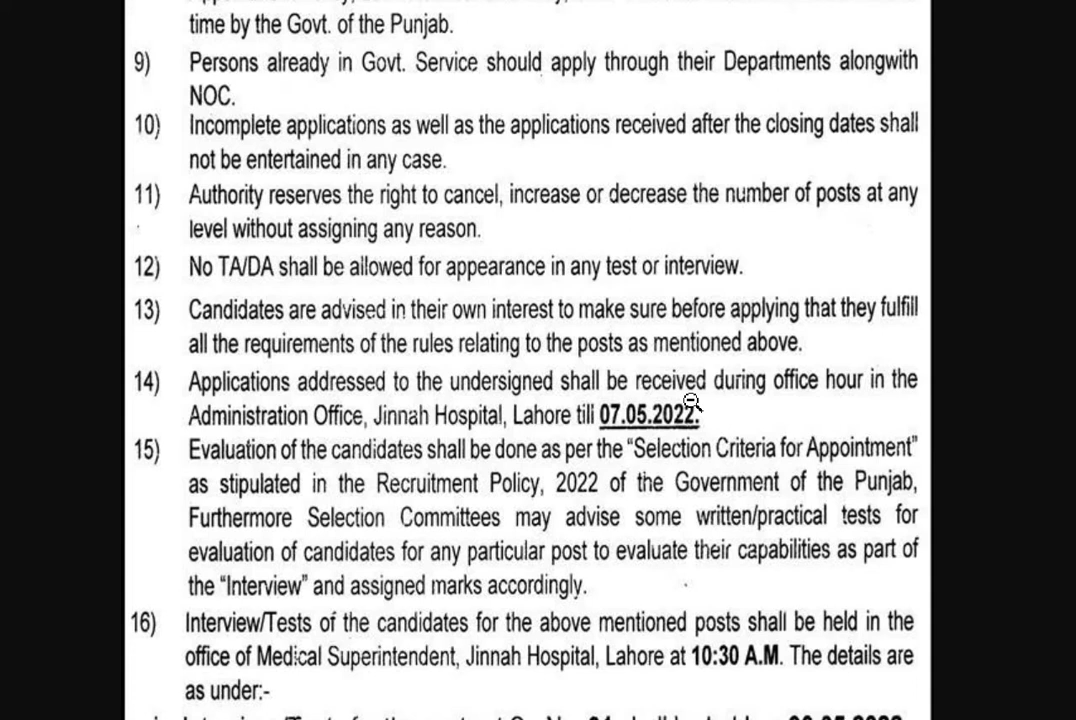 time by the Govt. of the Punjab.
9) Persons already in Govt. Service should apply through their Departments alongwith
NOC.
10) Incomplete applications as well as the applications received after the closing dates shall
not be entertained in any case.
11) Authority reserves the right to cancel, increase or decrease the number of posts at any
level without assigning any reason.
12) No TA/DA shall be allowed for appearance in any test or interview.
13) Candidates are advised in their own interest to make sure before applying that they fulfill
all the requirements of the rules relating to the posts as mentioned above.
14) Applications addressed to the undersigned shall be received during office hour in the
Administration Office, Jinnah Hospital, Lahore till 07.05.2022.
15) Evaluation of the candidates shall be done as per the “Selection Criteria for Appointment”
as stipulated in the Recruitment Policy, 2022 of the Government of the Punjab,
Furthermore Selection Committees may advise some written/practical tests for
evaluation of candidates for any particular post to evaluate their capabilities as part of
the “Interview” and assigned marks accordingly.
16) Interview/Tests of the candidates for the above mentioned posts shall be held in the
office of Medical Superintendent, Jinnah Hospital, Lahore at 10:30 A.M. The details are
as under:-